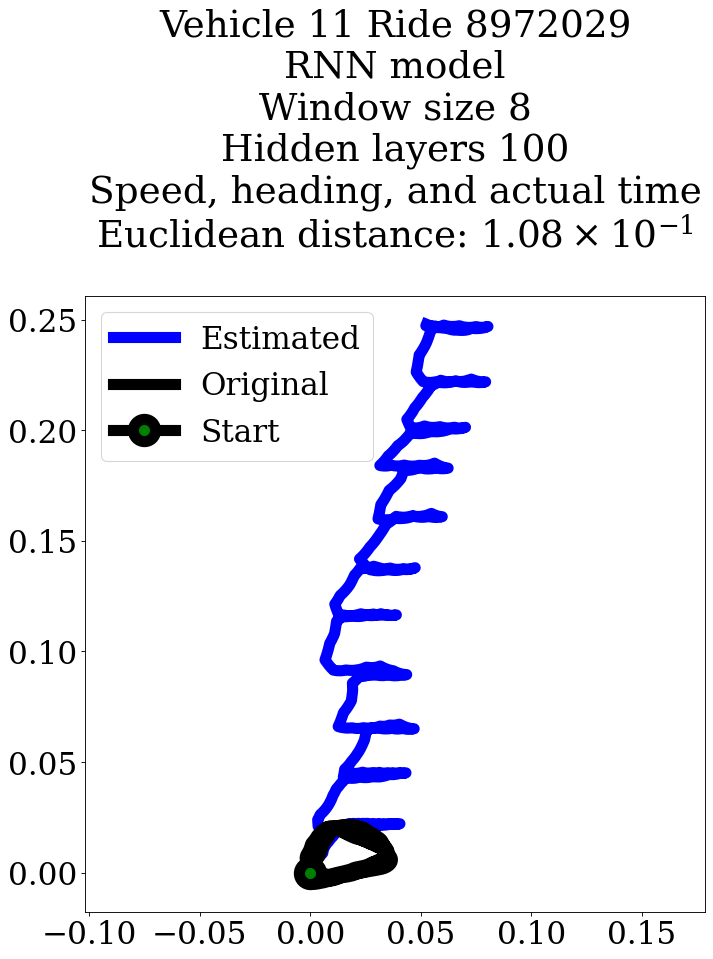 Vehicle 11 Ride 8972029
RNN model
Window size 8
Hidden layers 100
Speed, heading, and actual time
Euclidean distance: 1.08 × 10⁻¹
0.25
0.20
0.15
0.10
0.05
0.00
Estimated
Original
Start
−0.10 −0.05 0.00 0.05 0.10 0.15